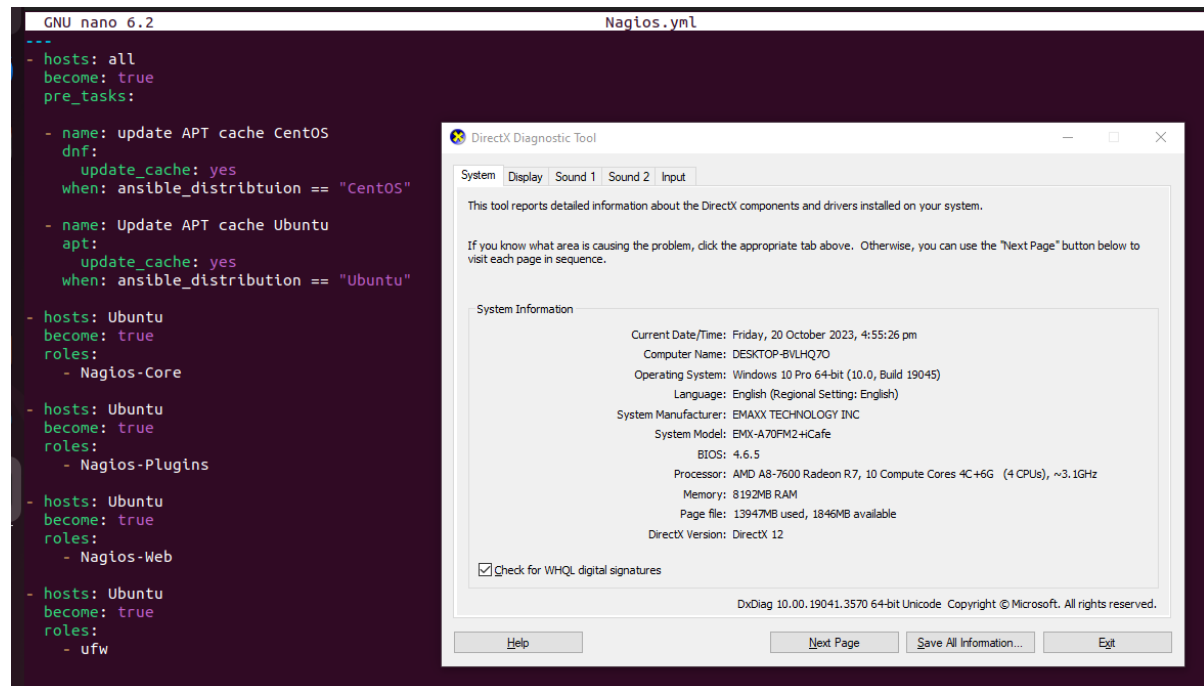 GNU nano 6.2 Nagios.yml
---
- hosts: all
  become: true
  pre_tasks:
  - name: update APT cache CentOS
    dnf:
      update_cache: yes
    when: ansible_distribtuion == "CentOS"
  - name: Update APT cache Ubuntu
    apt:
      update_cache: yes
    when: ansible_distribution == "Ubuntu"
- hosts: Ubuntu
  become: true
  roles:
    - Nagios-Core
- hosts: Ubuntu
  become: true
  roles:
    - Nagios-Plugins
- hosts: Ubuntu
  become: true
  roles:
    - Nagios-Web
- hosts: Ubuntu
  become: true
  roles:
    - ufw
DirectX Diagnostic Tool
System Display Sound 1 Sound 2 Input
This tool reports detailed information about the DirectX components and drivers installed on your system.
If you know what area is causing the problem, click the appropriate tab above. Otherwise, you can use the "Next Page" button below to
visit each page in sequence.
System Information
Current Date/Time: Friday, 20 October 2023, 4:55:26 pm
Computer Name: DESKTOP-BVLHQ7O
Operating System: Windows 10 Pro 64-bit (10.0, Build 19045)
Language: English (Regional Setting: English)
System Manufacturer: EMAXX TECHNOLOGY INC
System Model: EMX-A70FM2+iCafe
BIOS: 4.6.5
Processor: AMD A8-7600 Radeon R7, 10 Compute Cores 4C+6G (4 CPUs), ~3.1GHz
Memory: 8192MB RAM
Page file: 13947MB used, 1846MB available
DirectX Version: DirectX 12
Check for WHQL digital signatures
DxDiag 10.00.19041.3570 64-bit Unicode Copyright © Microsoft. All rights reserved.
Help Next Page Save All Information... Exit